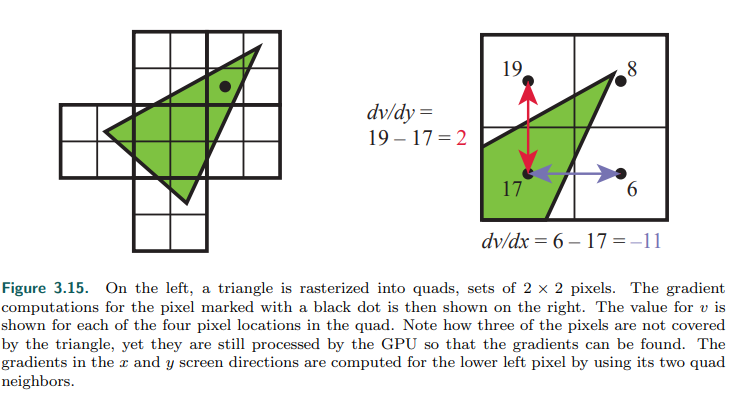 19
8
dv/dy =
19 – 17 = 2
17
6
dv/dx = 6 – 17 = –11
Figure 3.15. On the left, a triangle is rasterized into quads, sets of 2 × 2 pixels. The gradient
computations for the pixel marked with a black dot is then shown on the right. The value for v is
shown for each of the four pixel locations in the quad. Note how three of the pixels are not covered
by the triangle, yet they are still processed by the GPU so that the gradients can be found. The
gradients in the x and y screen directions are computed for the lower left pixel by using its two quad
neighbors.